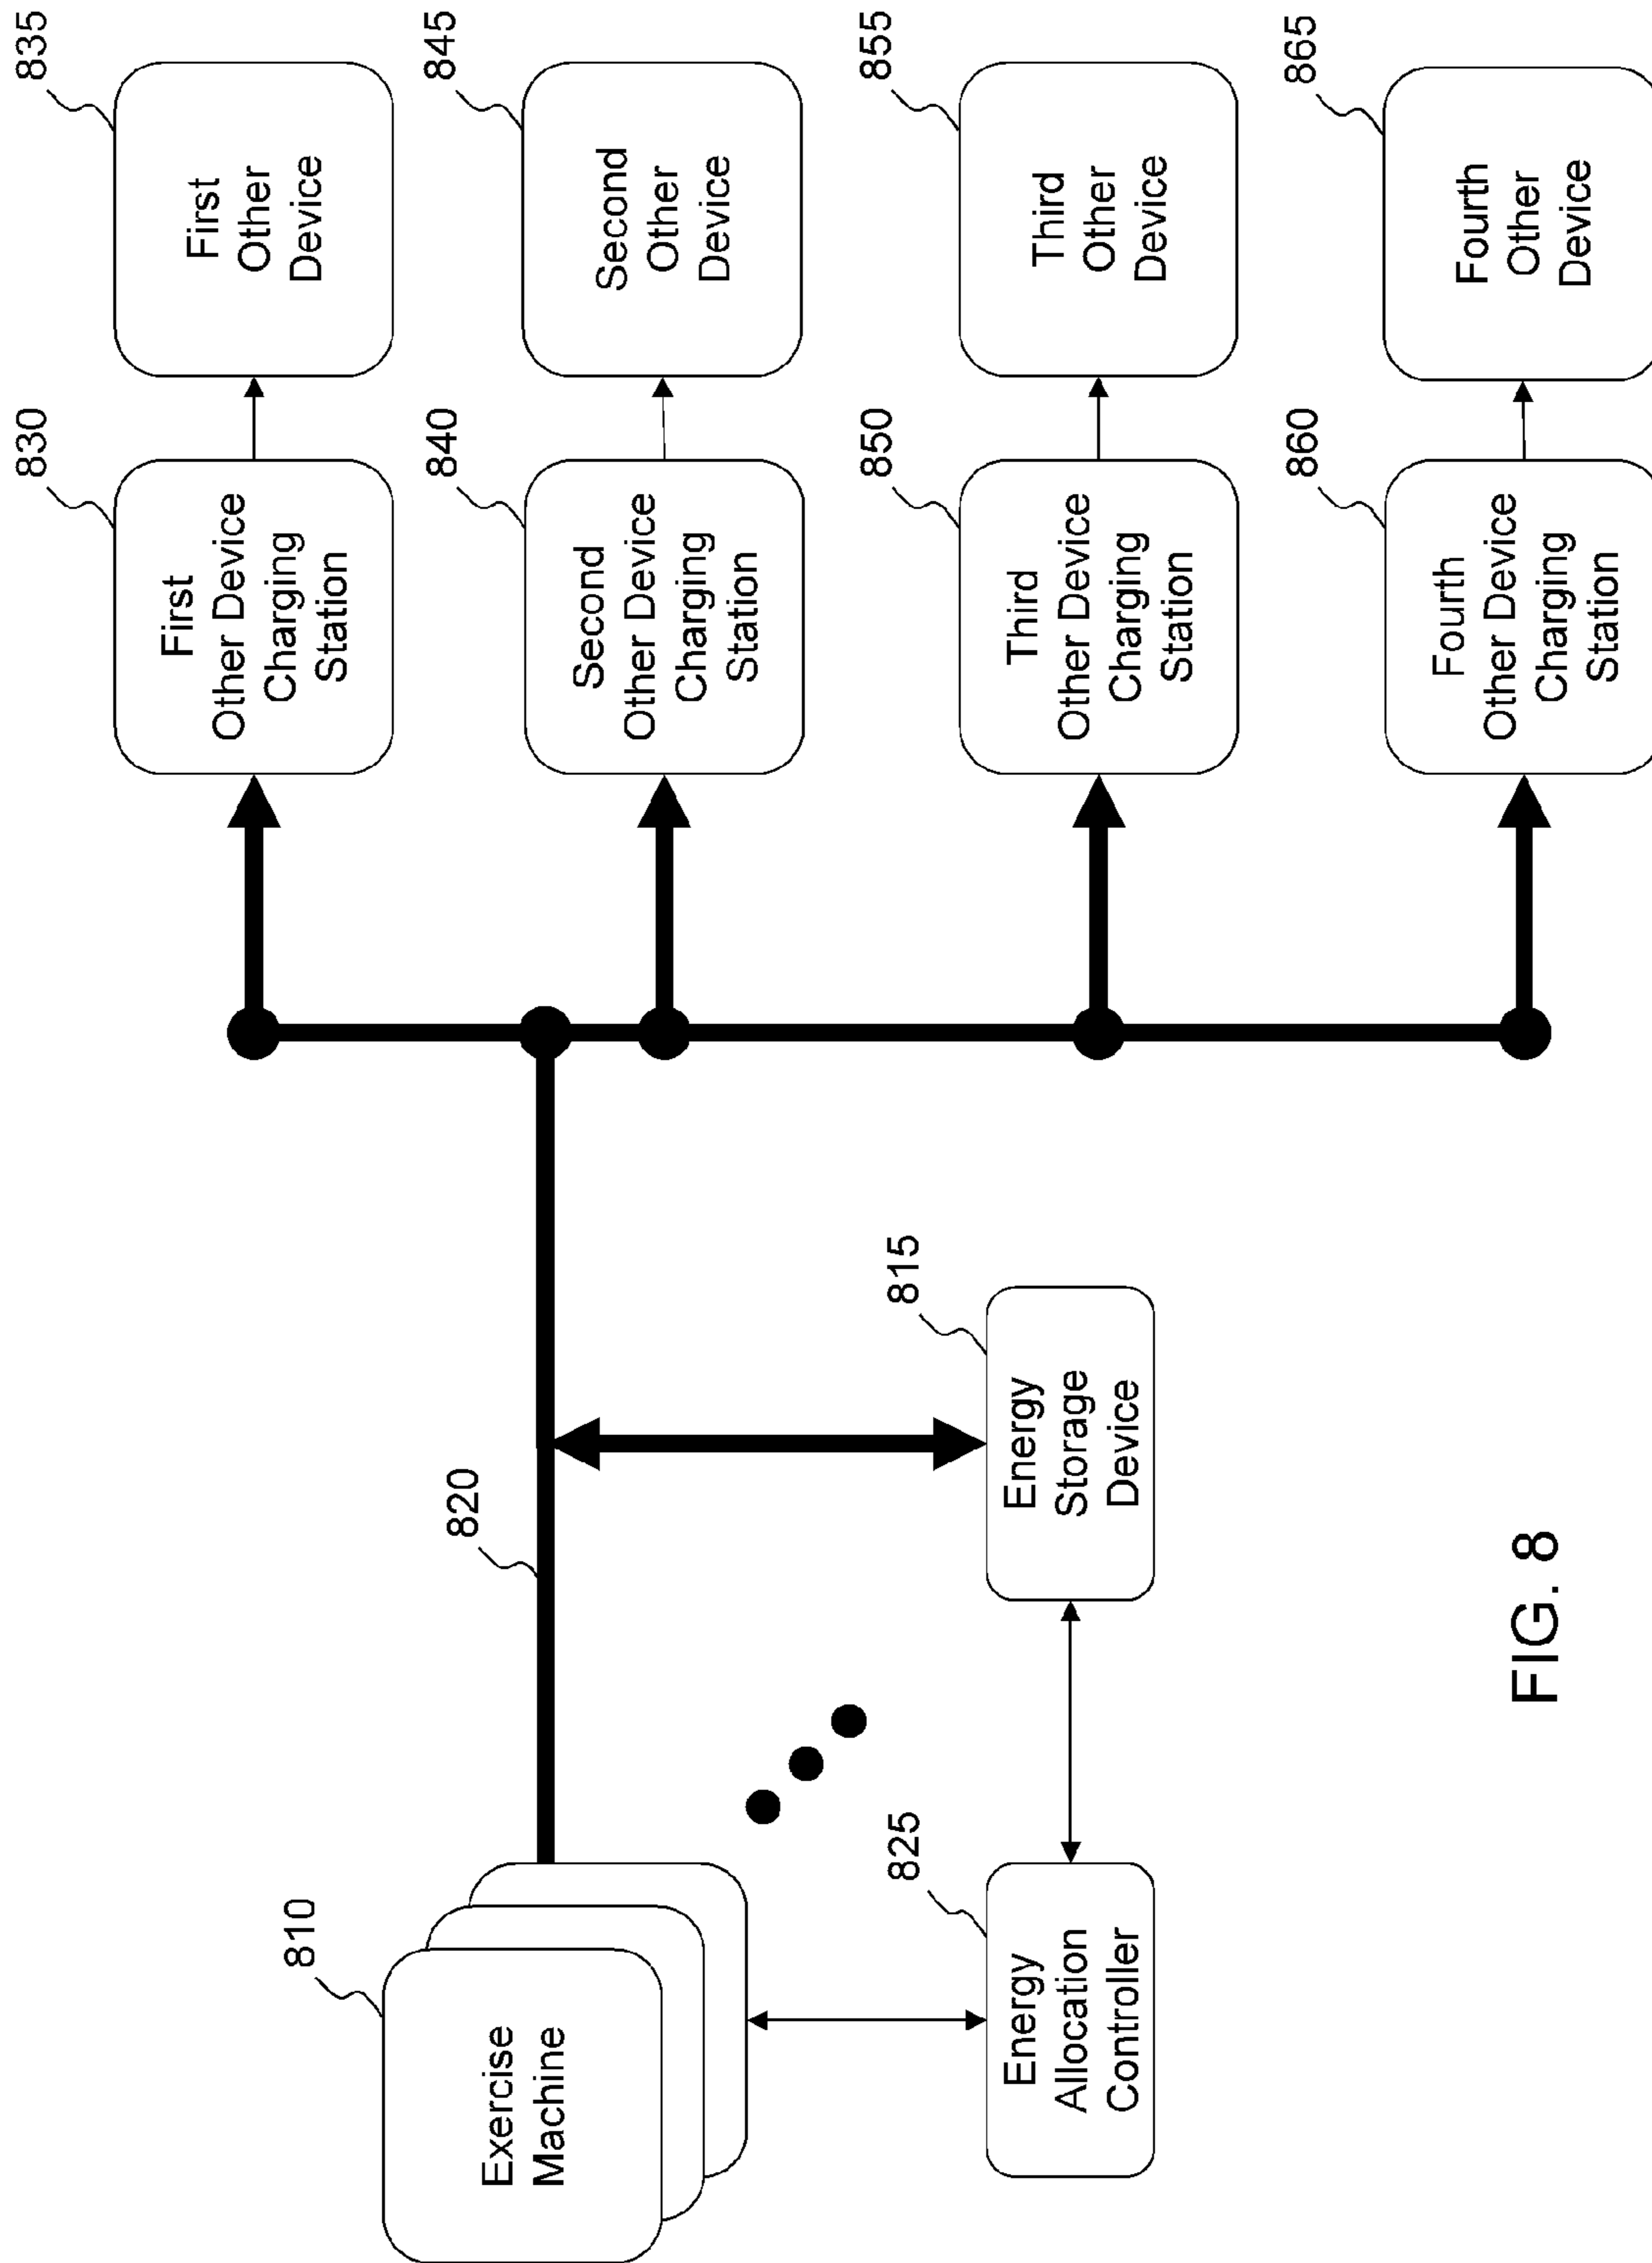 810
Exercise
Machine
820
825
Energy
Allocation
Controller
815
Energy
Storage
Device
830
First
Other Device
Charging
Station
835
First
Other
Device
840
Second
Other Device
Charging
Station
845
Second
Other
Device
850
Third
Other Device
Charging
Station
855
Third
Other
Device
860
Fourth
Other Device
Charging
Station
865
Fourth
Other
Device
FIG. 8